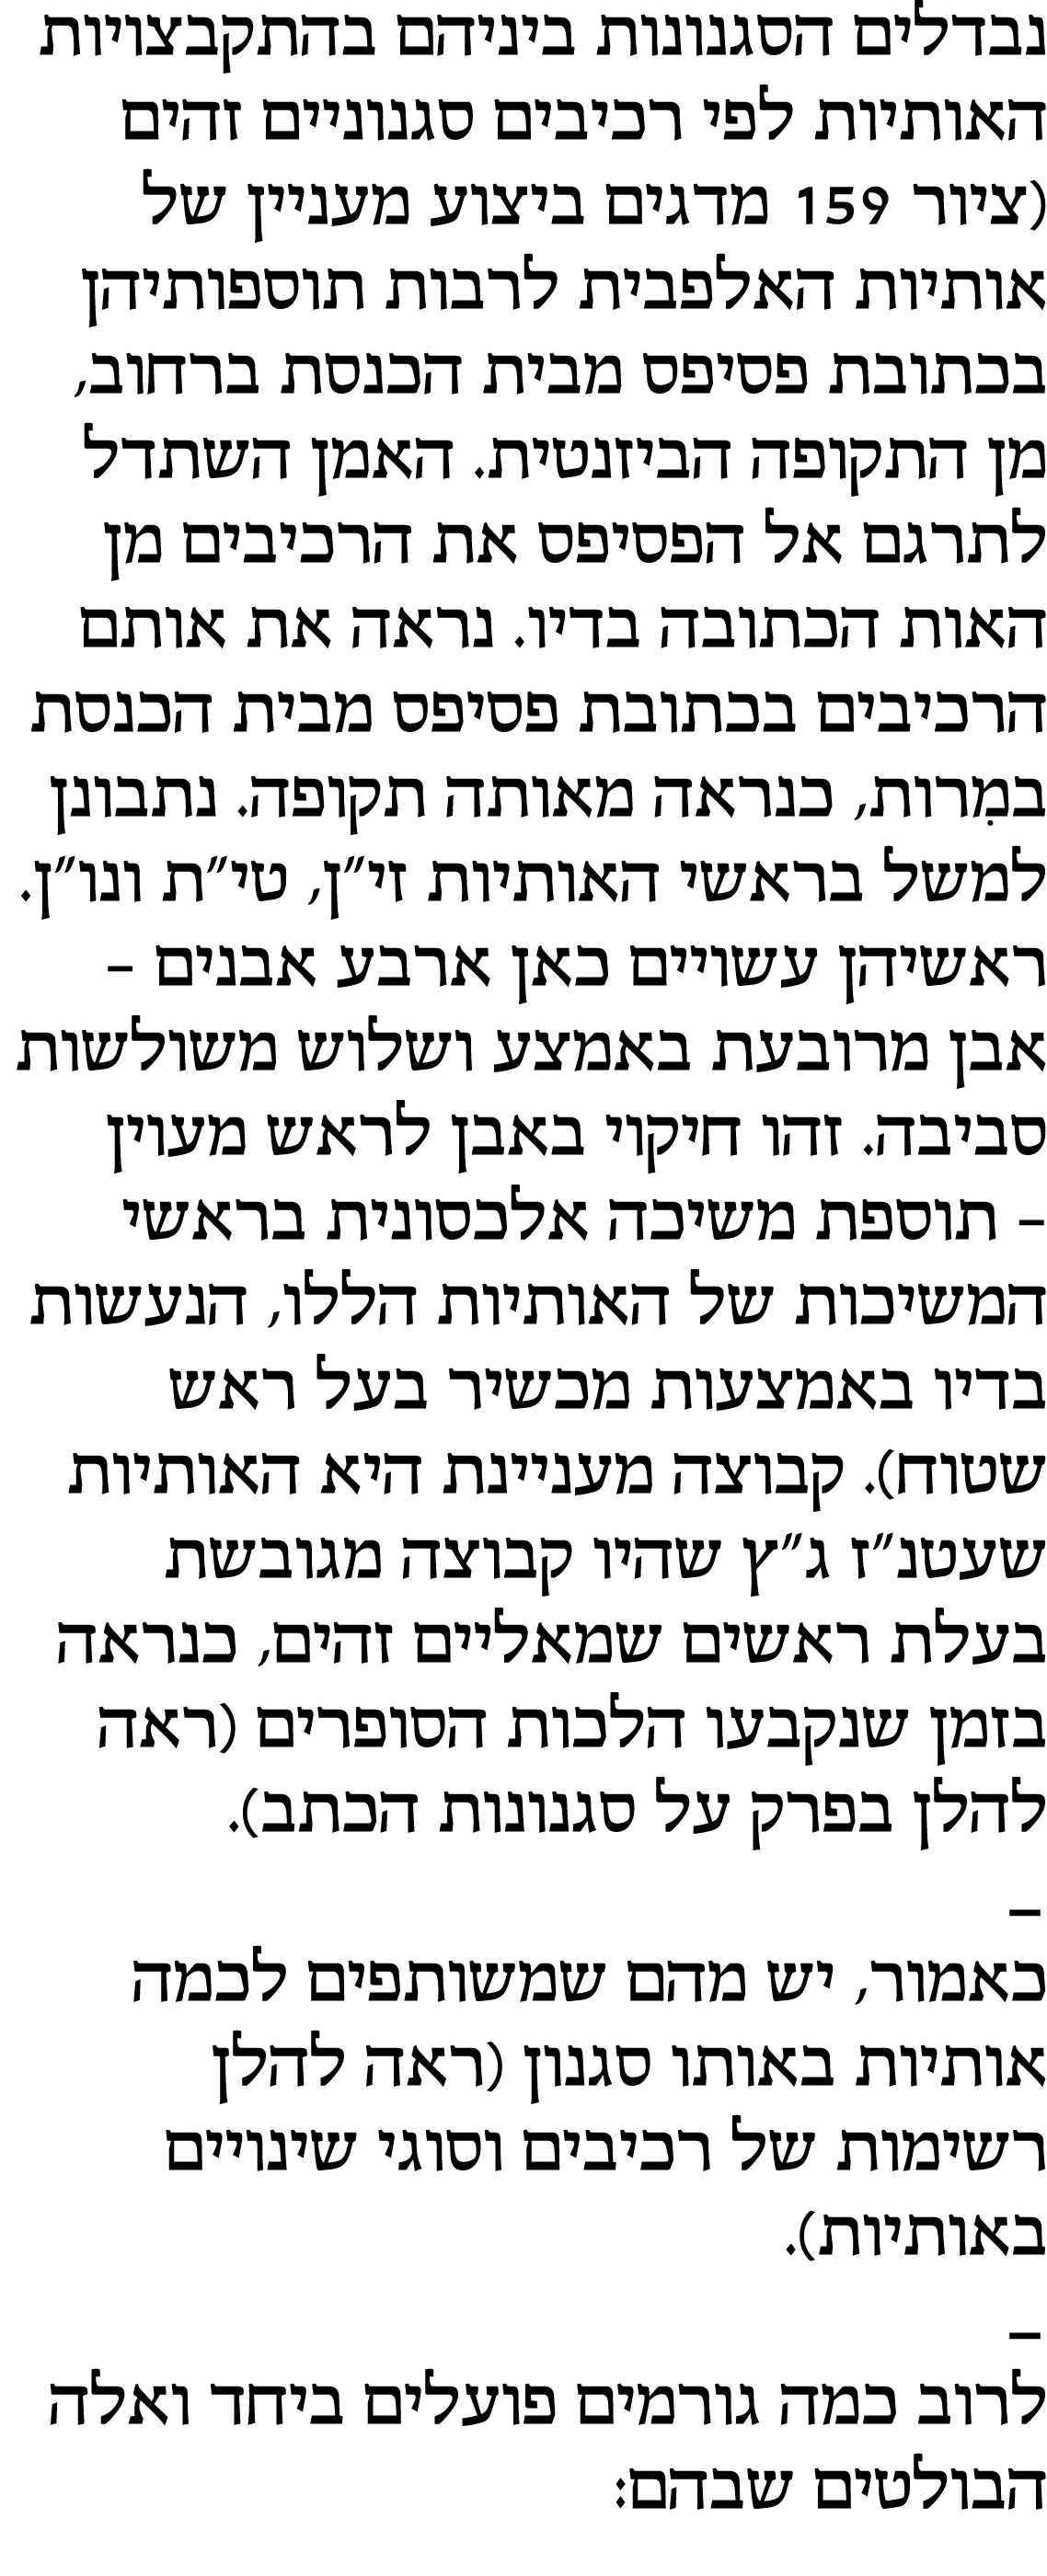 נבדלים הסגנונות ביניהם בהתקבצויות
האותיות לפי רכיבים סגנוניים זהים
(ציור 159 מדגים ביצוע מעניין של
אותיות האלפבית לרבות תוספותיהן
בכתובת פסיפס מבית הכנסת ברחוב,
מן התקופה הביזנטית. האמן השתדל
לתרגם אל הפסיפס את הרכיבים מן
האות הכתובה בדיו. נראה את אותם
הרכיבים בכתובת פסיפס מבית הכנסת
במִרות, כנראה מאותה תקופה. נתבונן
למשל בראשי האותיות זי״ן, טי״ת ונו״ן.
ראשיהן עשויים כאן ארבע אבנים –
אבן מרובעת באמצע ושלוש משולשות
סביבה. זהו חיקוי באבן לראש מעוין
– תוספת משיכה אלכסונית בראשי
המשיכות של האותיות הללו, הנעשות
בדיו באמצעות מכשיר בעל ראש
שטוח). קבוצה מעניינת היא האותיות
שעטנ״ז ג״ץ שהיו קבוצה מגובשת
בעלת ראשים שמאליים זהים, כנראה
בזמן שנקבעו הלכות הסופרים (ראה
להלן בפרק על סגנונות הכתב).
–
כאמור, יש מהם שמשותפים לכמה
אותיות באותו סגנון (ראה להלן
רשימות של רכיבים וסוגי שינויים
באותיות).
–
לרוב כמה גורמים פועלים ביחד ואלה
הבולטים שבהם: